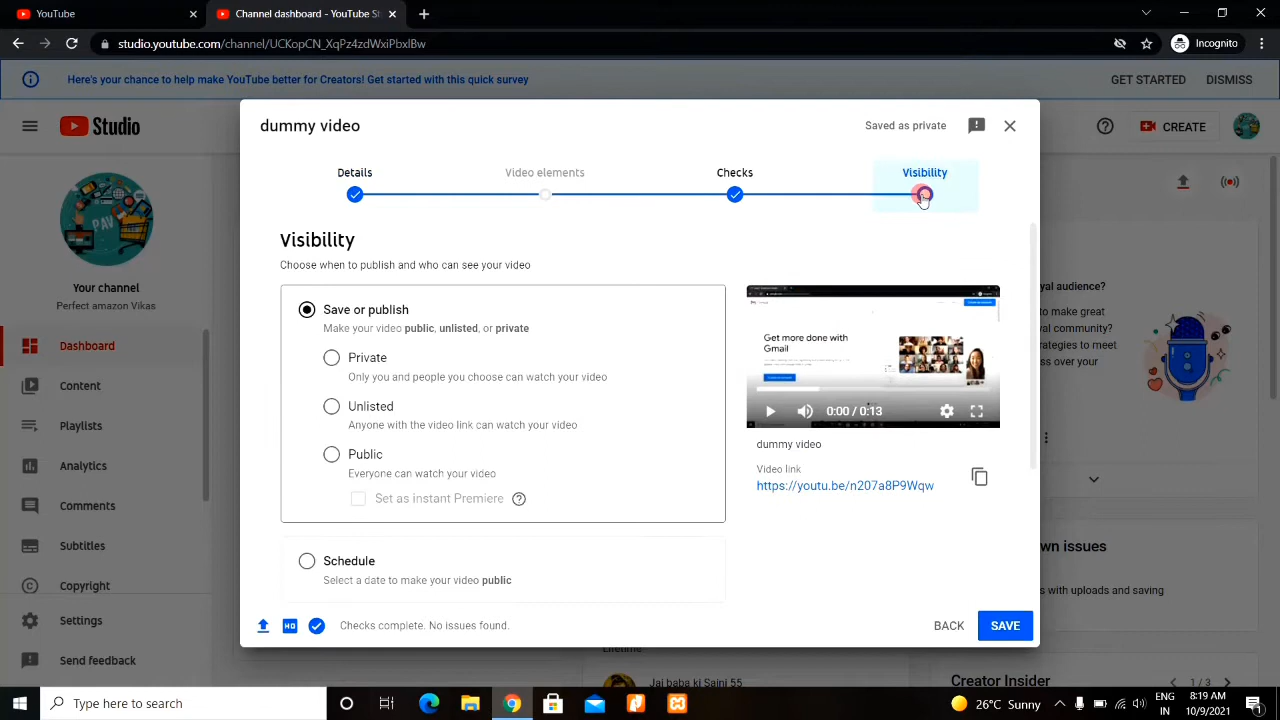 YouTube
Channel dashboard - YouTube St
studio.youtube.com/channel/UCKopCN_XqPz4zdWxiPbxIBw
Incognito
Here's your chance to help make YouTube better for Creators! Get started with this quick survey
GET STARTED
DISMISS
Studio
CREATE
dummy video
Saved as private
Details
Video elements
Checks
Visibility
PAV
Your channel
Perfect amazon Vikas
Dashboard
Content
Playlists
Analytics
Comments
Subtitles
Copyright
Settings
Send feedback
Visibility
Choose when to publish and who can see your video
Save or publish
Make your video public, unlisted, or private
Private
Only you and people you choose can watch your video
Unlisted
Anyone with the video link can watch your video
Public
Everyone can watch your video
Set as instant Premiere
Schedule
Select a date to make your video public
Get more done with
Gmail
0:00 / 0:13
dummy video
Video link
https://youtu.be/n207a8P9Wqw
HD
Checks complete. No issues found.
BACK
SAVE
yal audience?
to make great
yal community?
rategies to meet
ess over your
own issues
s with uploads and saving
Lifetime
Jai baba ki Saini 55
Creator Insider
1 / 3
Type here to search
26°C Sunny
ENG
IN
8:19 AM
10/9/2021